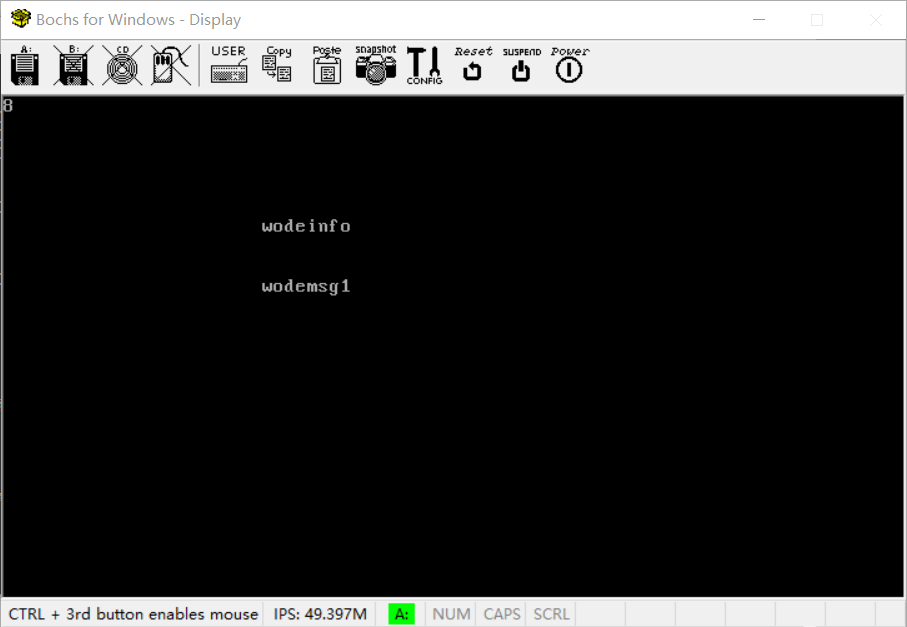 Bochs for Windows - Display
A: B: CD USER Copy Paste snapshot CONFIG Reset SUSPEND Power
8
wodeinfo
wodemsg1
CTRL + 3rd button enables mouse IPS: 49.397M A: NUM CAPS SCRL